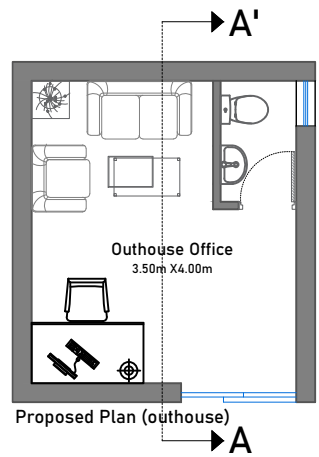 A'
Outhouse Office
3.50m X4.00m
Proposed Plan (outhouse)
A